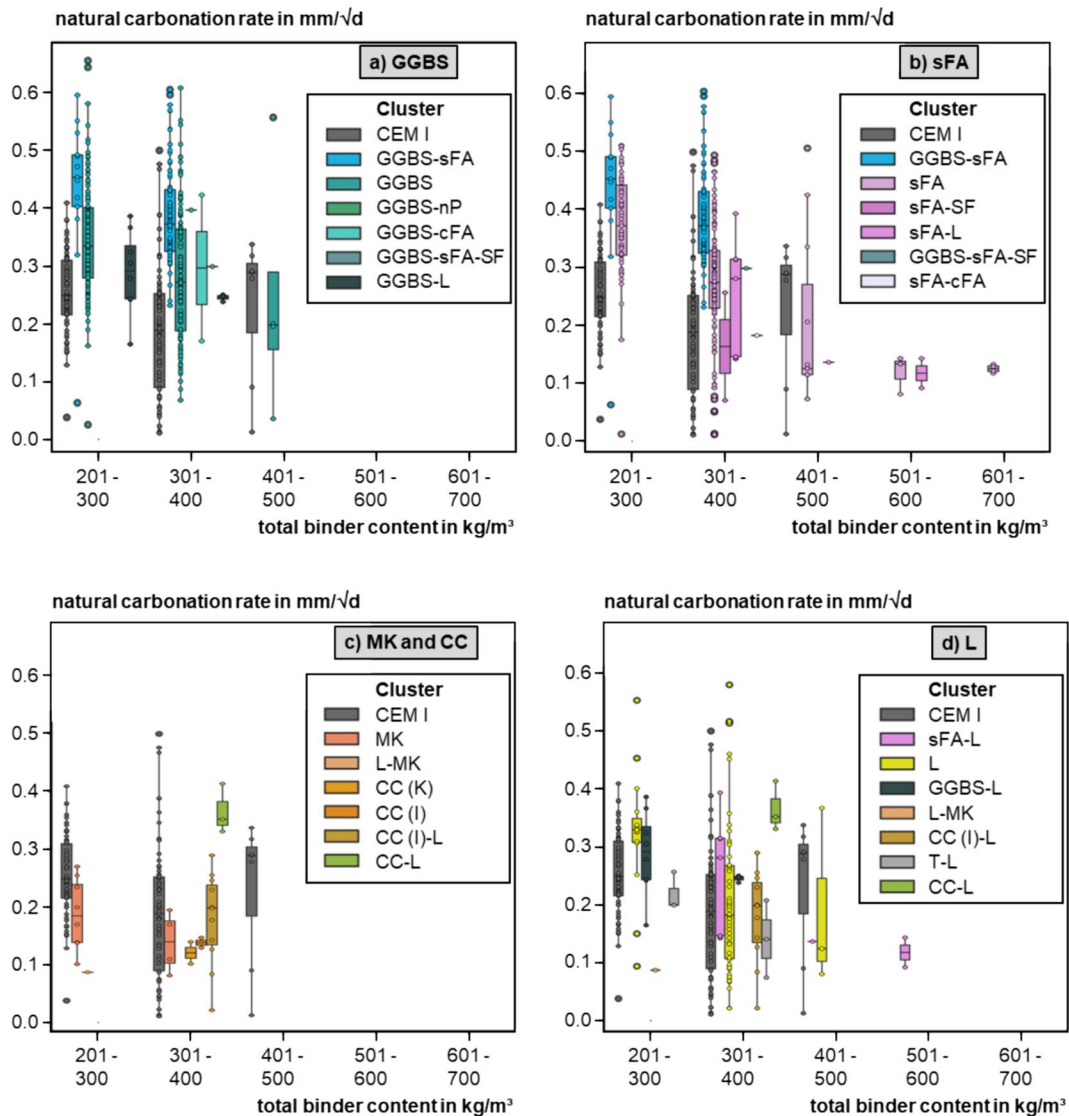 natural carbonation rate in mm/√d
a) GGBS
Cluster
CEM I
GGBS-sFA
GGBS
GGBS-nP
GGBS-cFA
GGBS-sFA-SF
GGBS-L
0.6
0.5
0.4
0.3
0.2
0.1
0.0
201 - 301 - 401 - 501 - 601 -
300 400 500 600 700
total binder content in kg/m³
natural carbonation rate in mm/√d
b) sFA
Cluster
CEM I
GGBS-sFA
sFA
sFA-SF
sFA-L
GGBS-sFA-SF
sFA-cFA
0.6
0.5
0.4
0.3
0.2
0.1
0.0
201 - 301 - 401 - 501 - 601 -
300 400 500 600 700
total binder content in kg/m³
natural carbonation rate in mm/√d
c) MK and CC
Cluster
CEM I
MK
L-MK
CC (K)
CC (I)
CC (I)-L
CC-L
0.6
0.5
0.4
0.3
0.2
0.1
0.0
201 - 301 - 401 - 501 - 601 -
300 400 500 600 700
total binder content in kg/m³
natural carbonation rate in mm/√d
d) L
Cluster
CEM I
sFA-L
L
GGBS-L
L-MK
CC (I)-L
T-L
CC-L
0.6
0.5
0.4
0.3
0.2
0.1
0.0
201 - 301 - 401 - 501 - 601 -
300 400 500 600 700
total binder content in kg/m³